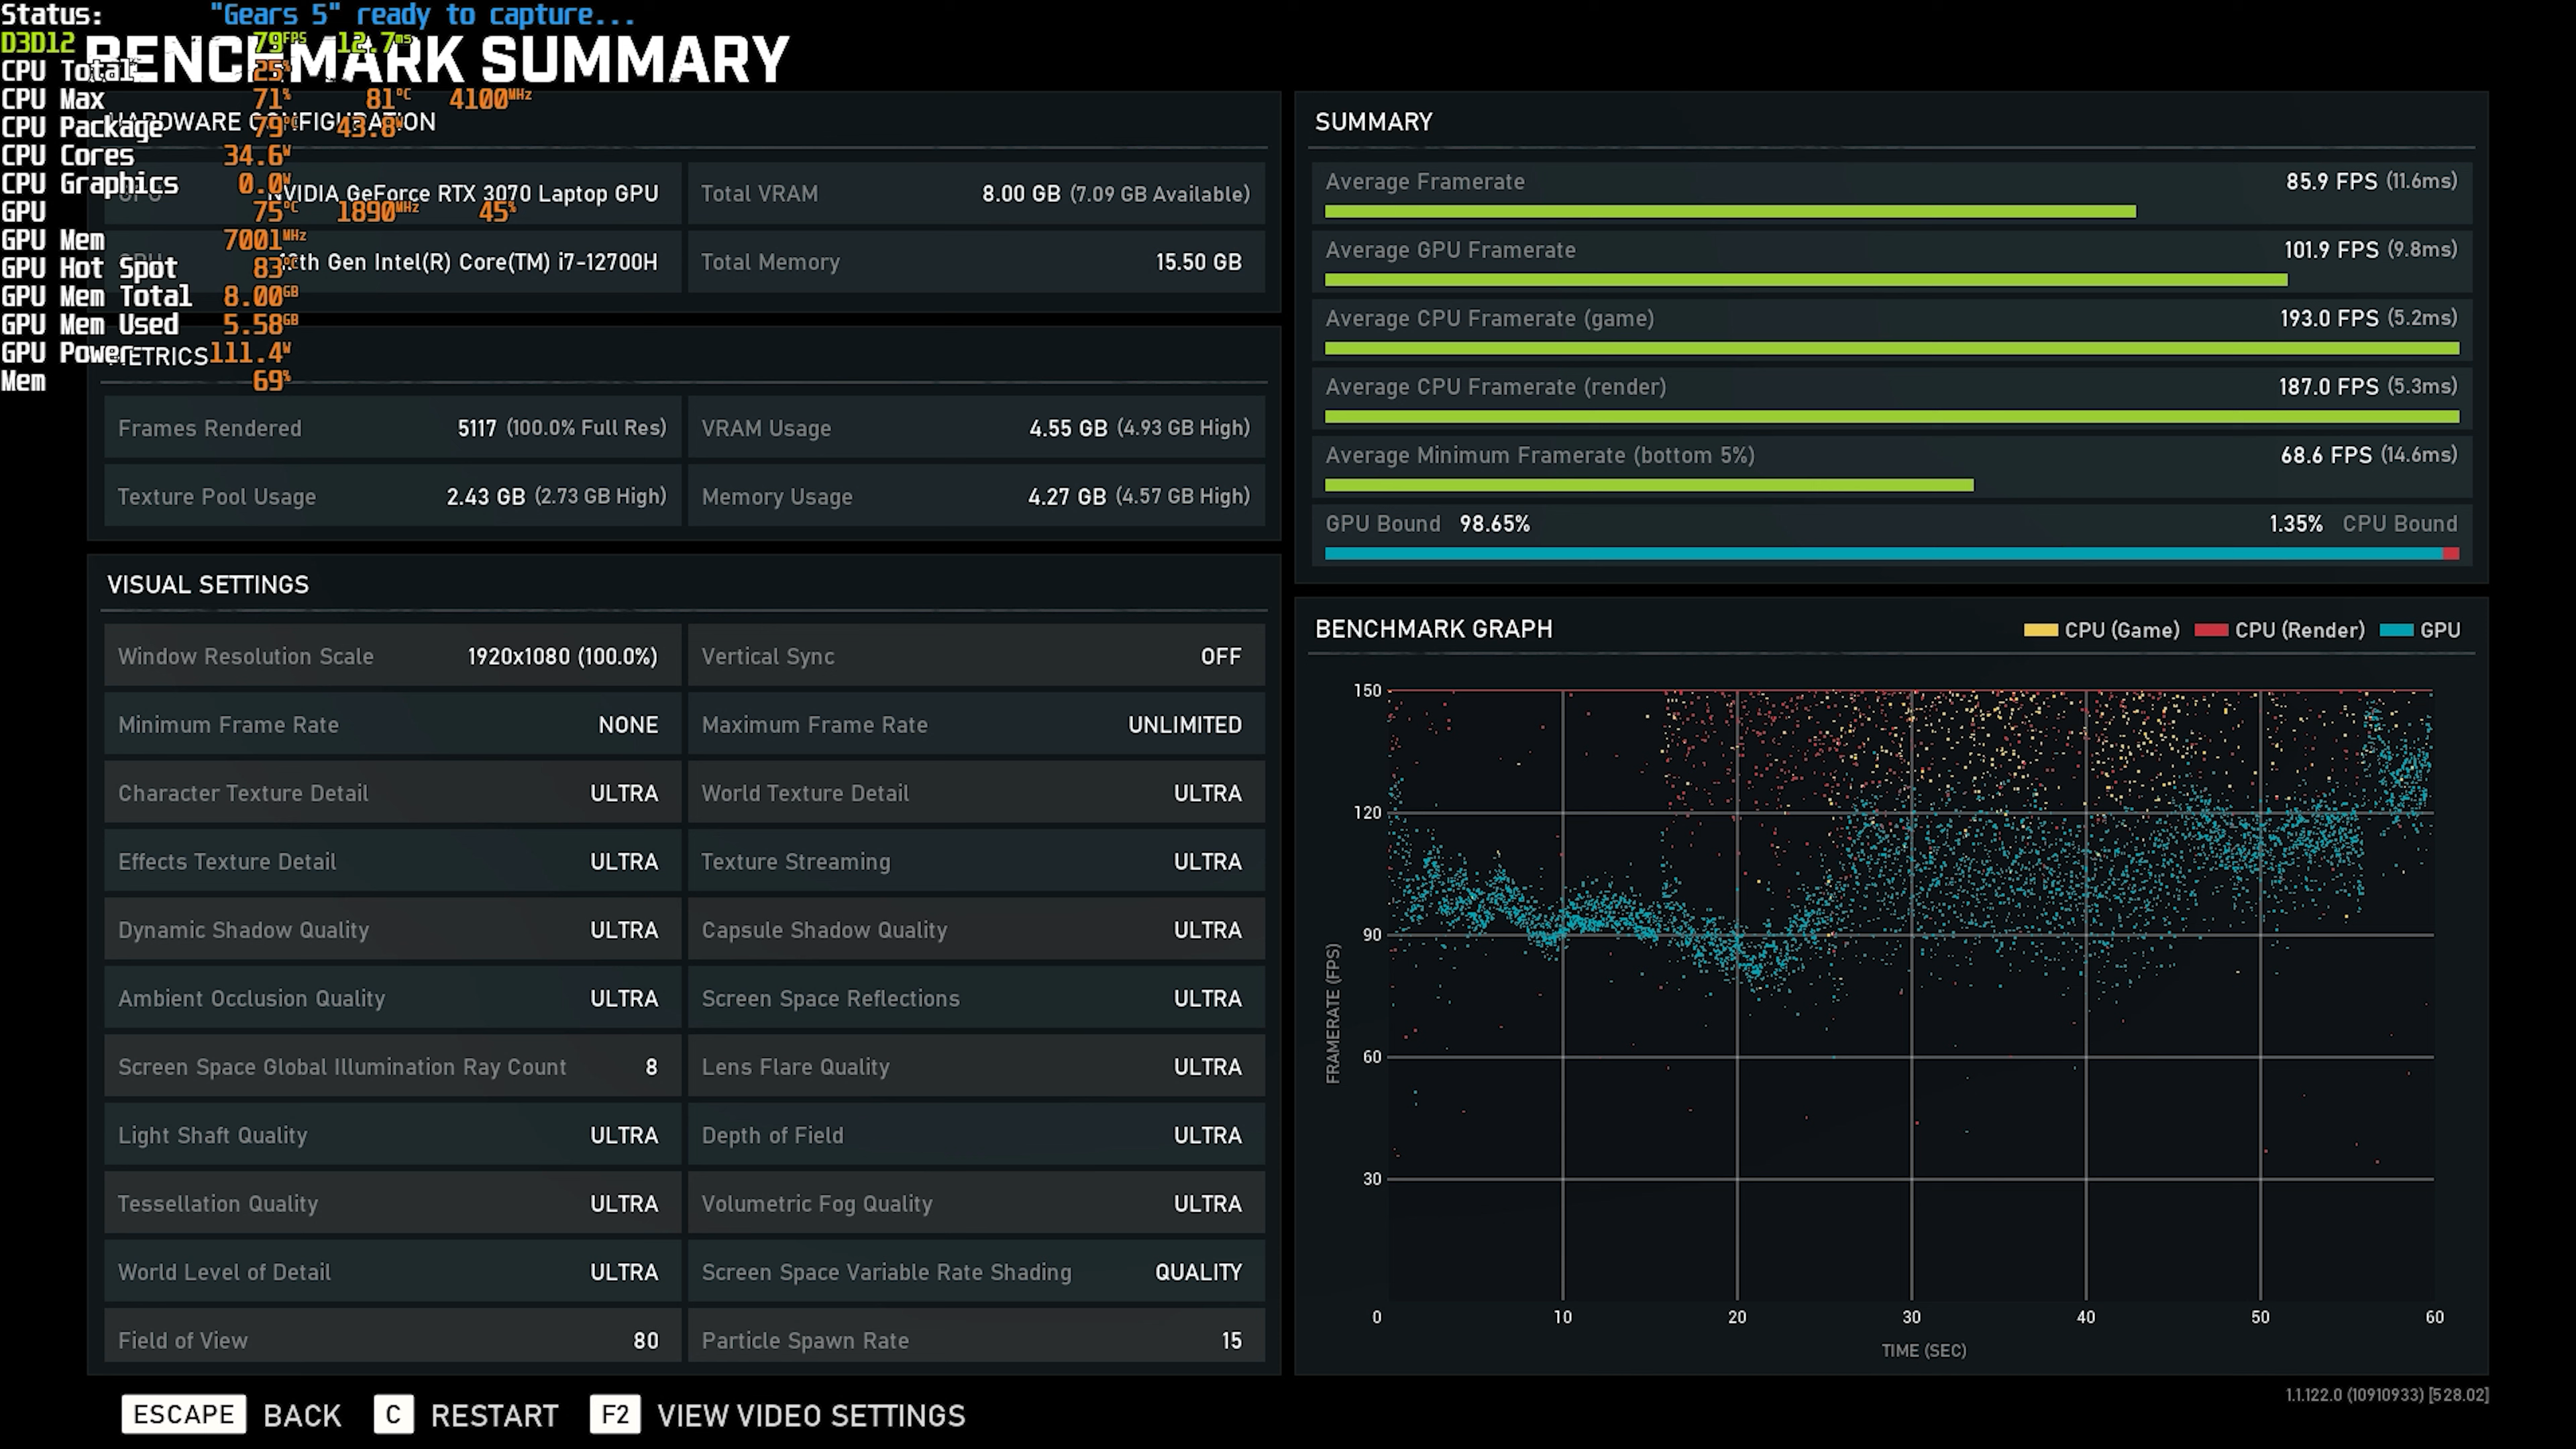 Status: "Gears 5" ready to capture...
D3D12 79FPS 12.7ms
BENCHMARK SUMMARY
CPU Total 25%
CPU Max 71% 81°C 4100MHz
HARDWARE CONFIGURATION
CPU Package 79°C 43.8W
CPU Cores 34.6W
CPU Graphics 0.0W
NVIDIA GeForce RTX 3070 Laptop GPU
Total VRAM 8.00 GB (7.09 GB Available)
GPU 75°C 1890MHz 45%
GPU Mem 7001MHz
12th Gen Intel(R) Core(TM) i7-12700H
Total Memory 15.50 GB
GPU Hot Spot 83°C
GPU Mem Total 8.00GB
GPU Mem Used 5.58GB
GPU Power 111.4W
METRICS
Mem 69%
Frames Rendered 5117 (100.0% Full Res)
VRAM Usage 4.55 GB (4.93 GB High)
Texture Pool Usage 2.43 GB (2.73 GB High)
Memory Usage 4.27 GB (4.57 GB High)
VISUAL SETTINGS
Window Resolution Scale 1920x1080 (100.0%)
Vertical Sync OFF
Minimum Frame Rate NONE
Maximum Frame Rate UNLIMITED
Character Texture Detail ULTRA
World Texture Detail ULTRA
Effects Texture Detail ULTRA
Texture Streaming ULTRA
Dynamic Shadow Quality ULTRA
Capsule Shadow Quality ULTRA
Ambient Occlusion Quality ULTRA
Screen Space Reflections ULTRA
Screen Space Global Illumination Ray Count 8
Lens Flare Quality ULTRA
Light Shaft Quality ULTRA
Depth of Field ULTRA
Tessellation Quality ULTRA
Volumetric Fog Quality ULTRA
World Level of Detail ULTRA
Screen Space Variable Rate Shading QUALITY
Field of View 80
Particle Spawn Rate 15
SUMMARY
Average Framerate 85.9 FPS (11.6ms)
Average GPU Framerate 101.9 FPS (9.8ms)
Average CPU Framerate (game) 193.0 FPS (5.2ms)
Average CPU Framerate (render) 187.0 FPS (5.3ms)
Average Minimum Framerate (bottom 5%) 68.6 FPS (14.6ms)
GPU Bound 98.65% 1.35% CPU Bound
BENCHMARK GRAPH
CPU (Game) CPU (Render) GPU
150
120
90
60
30
FRAMERATE (FPS)
0 10 20 30 40 50 60
TIME (SEC)
1.1.122.0 (10910933) [528.02]
ESCAPE BACK C RESTART F2 VIEW VIDEO SETTINGS